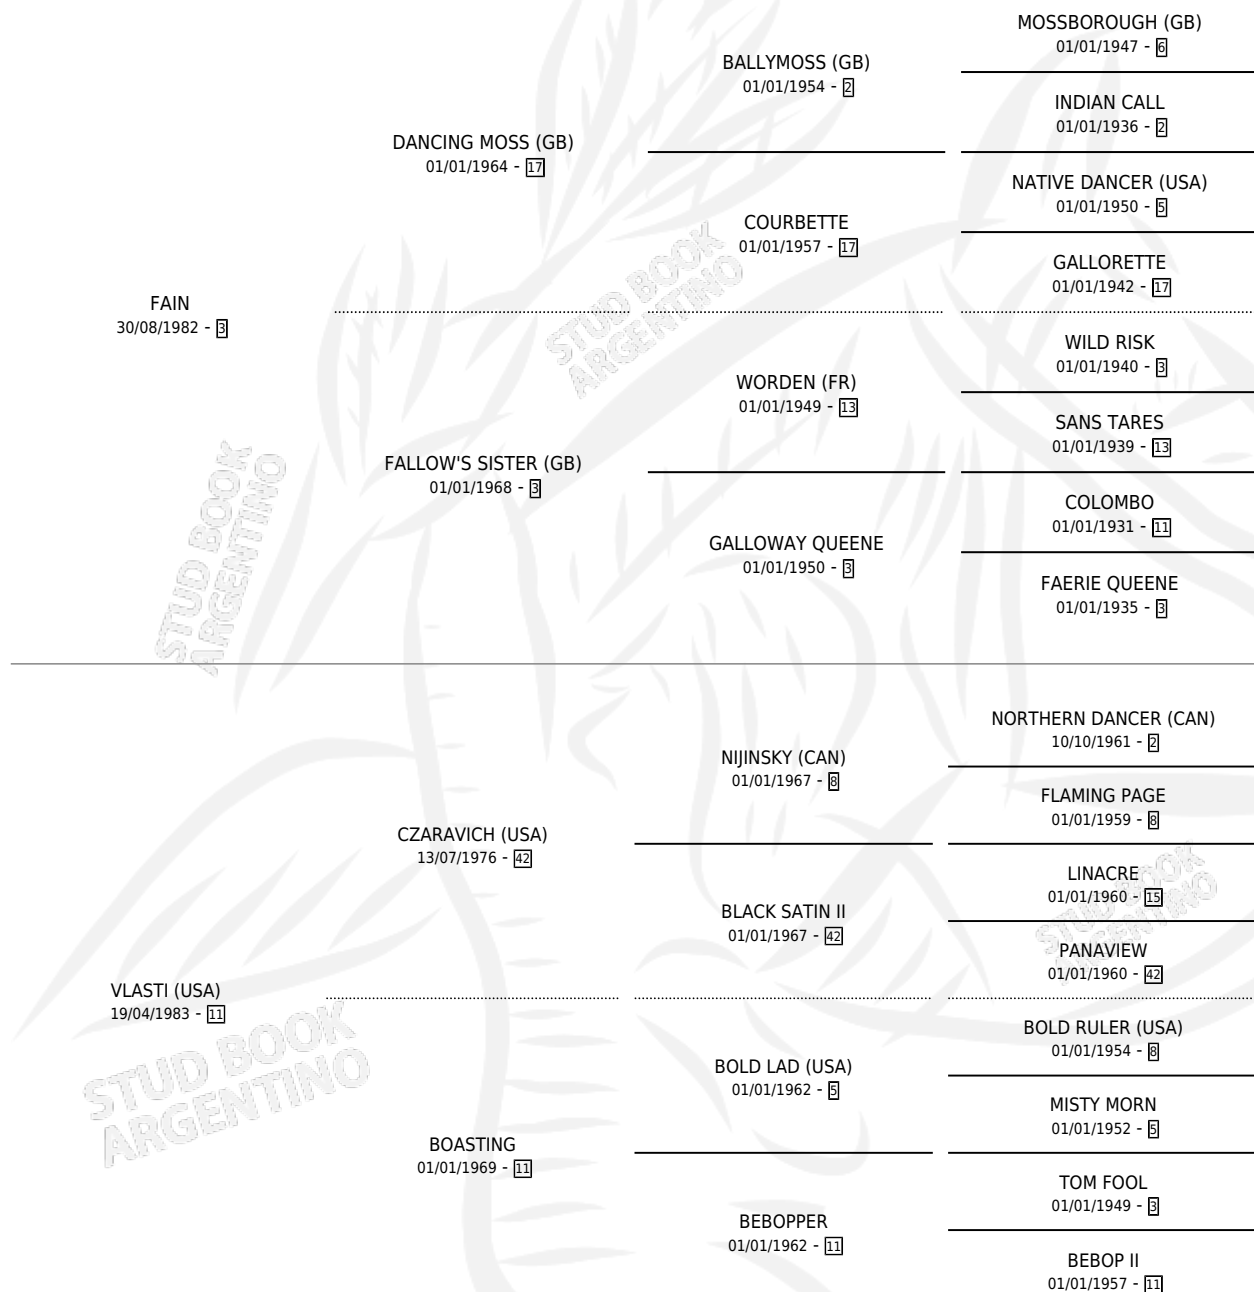 MOSSBOROUGH (GB)
01/01/1947 - 6
BALLYMOSS (GB)
01/01/1954 - 2
INDIAN CALL
01/01/1936 - 2
DANCING MOSS (GB)
01/01/1964 - 17
NATIVE DANCER (USA)
01/01/1950 - 5
COURBETTE
01/01/1957 - 17
GALLORETTE
01/01/1942 - 17
FAIN
30/08/1982 - 3
WILD RISK
01/01/1940 - 3
WORDEN (FR)
01/01/1949 - 13
SANS TARES
01/01/1939 - 13
FALLOW'S SISTER (GB)
01/01/1968 - 3
COLOMBO
01/01/1931 - 11
GALLOWAY QUEENE
01/01/1950 - 3
FAERIE QUEENE
01/01/1935 - 3
STUD BOOK
ARGENTINO
STUD BOOK
ARGENTINO
NORTHERN DANCER (CAN)
10/10/1961 - 2
NIJINSKY (CAN)
01/01/1967 - 8
FLAMING PAGE
01/01/1959 - 8
CZARAVICH (USA)
13/07/1976 - 42
LINACRE
01/01/1960 - 15
BLACK SATIN II
01/01/1967 - 42
PANAVIEW
01/01/1960 - 42
VLASTI (USA)
19/04/1983 - 11
BOLD RULER (USA)
01/01/1954 - 8
BOLD LAD (USA)
01/01/1962 - 5
MISTY MORN
01/01/1952 - 5
BOASTING
01/01/1969 - 11
TOM FOOL
01/01/1949 - 3
BEBOPPER
01/01/1962 - 11
BEBOP II
01/01/1957 - 11
STUD BOOK
ARGENTINO
STUD BOOK
ARGENTINO